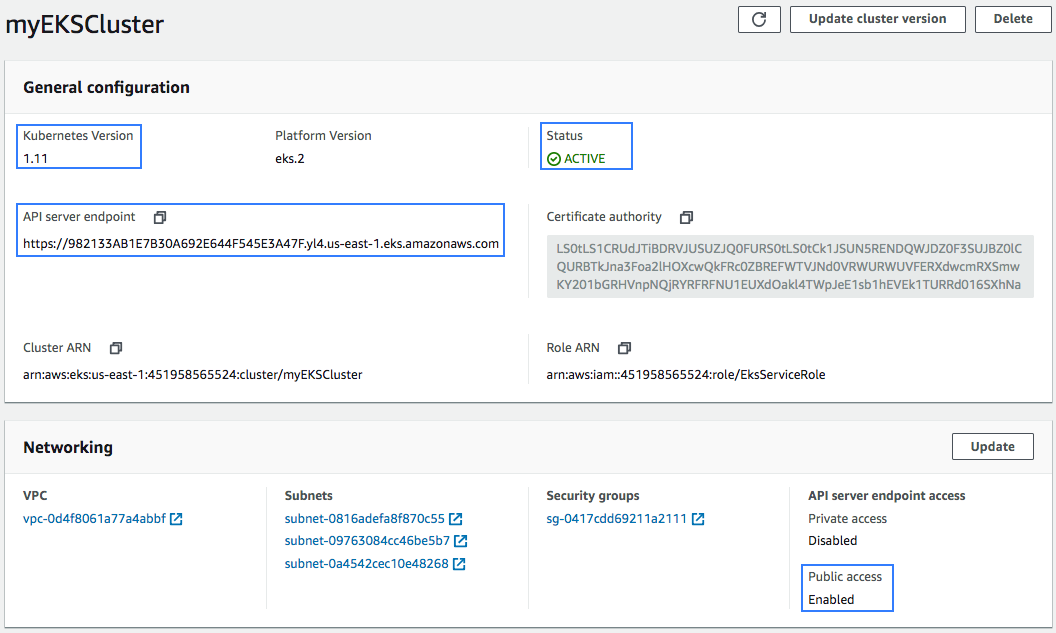 myEKSCluster
Update cluster version
Delete
General configuration
Kubernetes Version
1.11
Platform Version
eks.2
Status
ACTIVE
API server endpoint
https://982133AB1E7B30A692E644F545E3A47F.yl4.us-east-1.eks.amazonaws.com
Certificate authority
LS0tLS1CRUdJTiBDRVJUSUZJQ0FURS0tLS0tCk1JSUN5RENDQWJDZ0F3SUJBZ0lC
QURBTkJna3Foa2lHOXcwQkFRc0ZBREFWTVJNd0VRWURWUVFERXdwcmRXSmw
KY201bGRHVnpNQjRYRFRFNU1EUXdOakl4TWpJeE1sb1hEVEk1TURRd016SXhNa
Cluster ARN
arn:aws:eks:us-east-1:451958565524:cluster/myEKSCluster
Role ARN
arn:aws:iam::451958565524:role/EksServiceRole
Networking
Update
VPC
vpc-0d4f8061a77a4abbf
Subnets
subnet-0816adefa8f870c55
subnet-09763084cc46be5b7
subnet-0a4542cec10e48268
Security groups
sg-0417cdd69211a2111
API server endpoint access
Private access
Disabled
Public access
Enabled